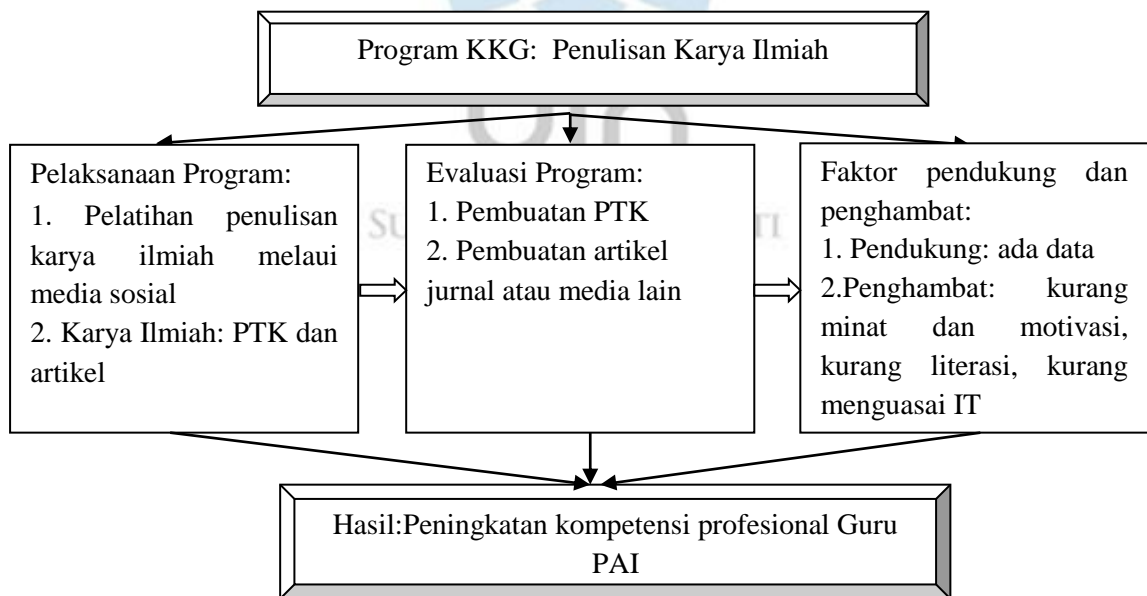 Program KKG: Penulisan Karya Ilmiah
Pelaksanaan Program:
1. Pelatihan penulisan
karya ilmiah melaui
media sosial
2. Karya Ilmiah: PTK dan
artikel
Evaluasi Program:
1. Pembuatan PTK
2. Pembuatan artikel
jurnal atau media lain
Faktor pendukung dan
penghambat:
1. Pendukung: ada data
2.Penghambat: kurang
minat dan motivasi,
kurang literasi, kurang
menguasai IT
Hasil:Peningkatan kompetensi profesional Guru
PAI